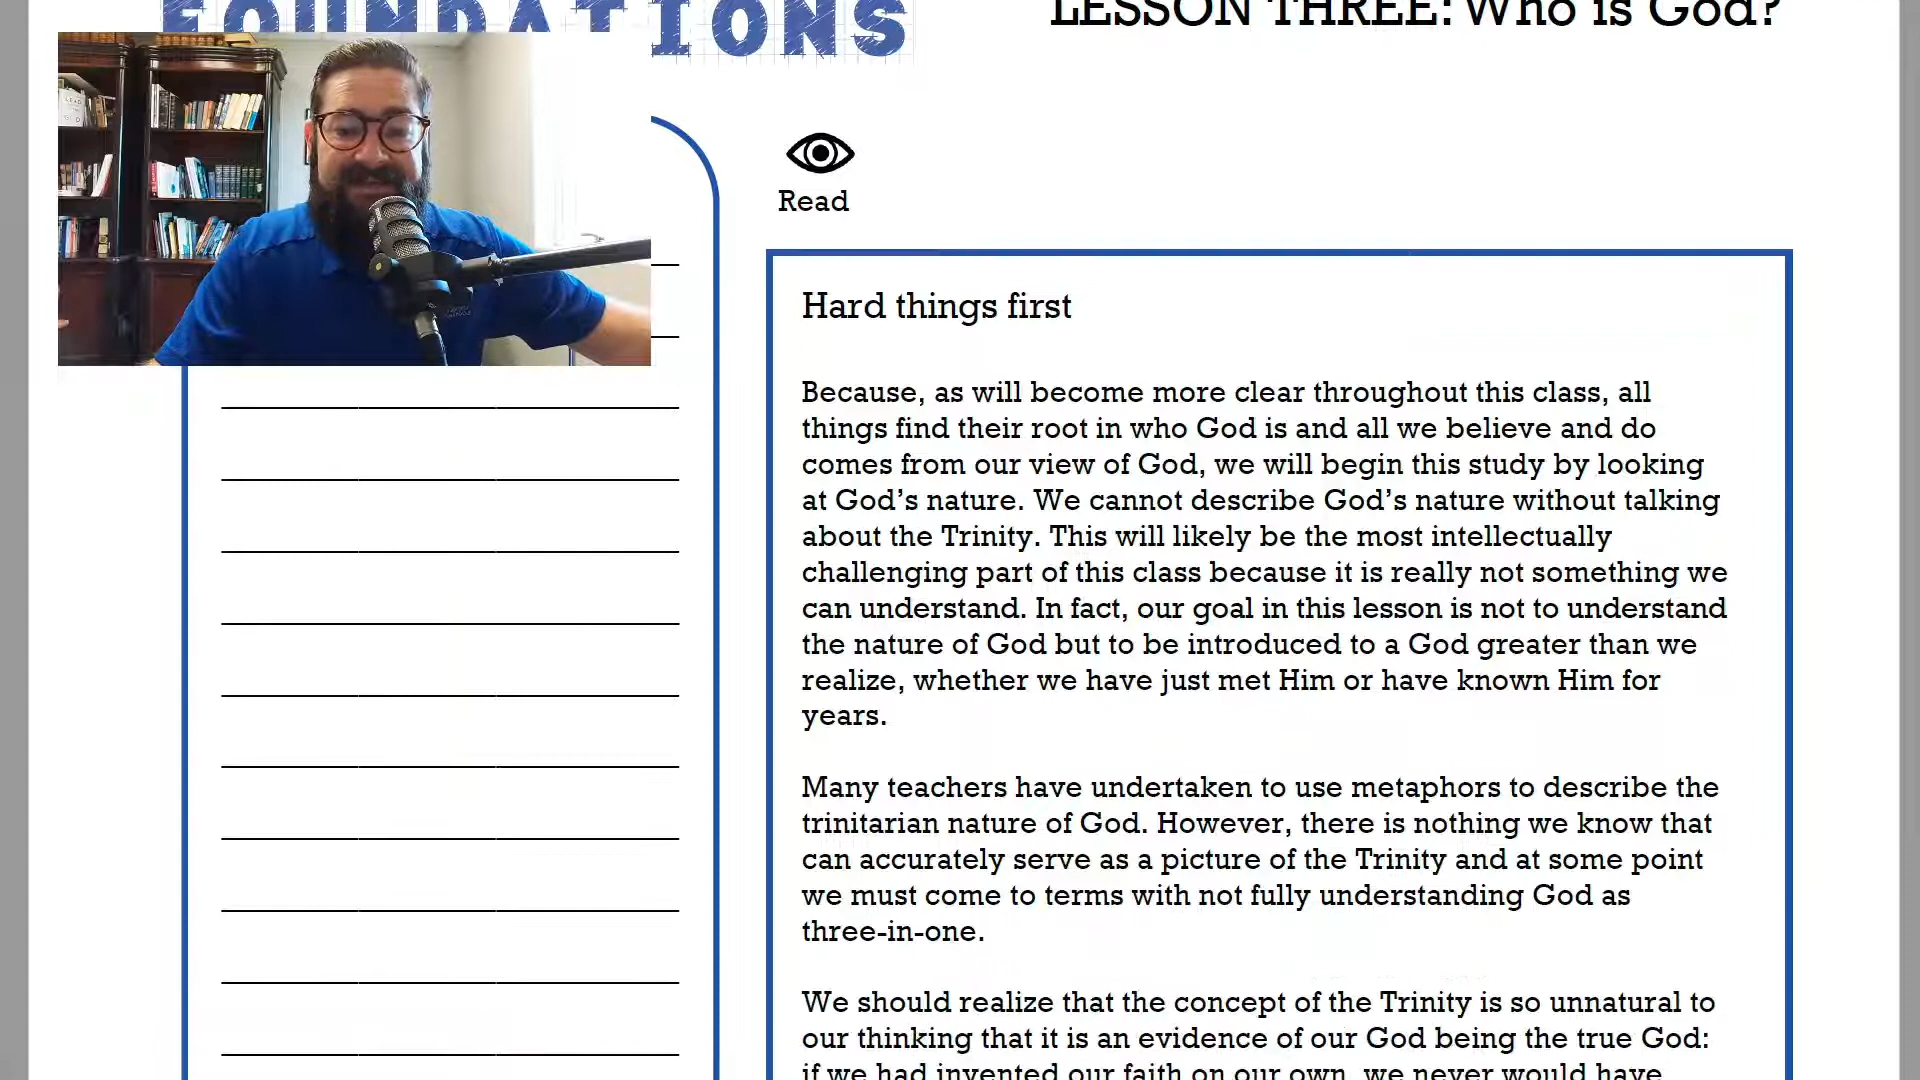 FOUNDATIONS
LESSON THREE: Who is God?
Read
Hard things first
Because, as will become more clear throughout this class, all
things find their root in who God is and all we believe and do
comes from our view of God, we will begin this study by looking
at God’s nature. We cannot describe God’s nature without talking
about the Trinity. This will likely be the most intellectually
challenging part of this class because it is really not something we
can understand. In fact, our goal in this lesson is not to understand
the nature of God but to be introduced to a God greater than we
realize, whether we have just met Him or have known Him for
years.
Many teachers have undertaken to use metaphors to describe the
trinitarian nature of God. However, there is nothing we know that
can accurately serve as a picture of the Trinity and at some point
we must come to terms with not fully understanding God as
three-in-one.
We should realize that the concept of the Trinity is so unnatural to
our thinking that it is an evidence of our God being the true God:
if we had invented our faith on our own, we never would have